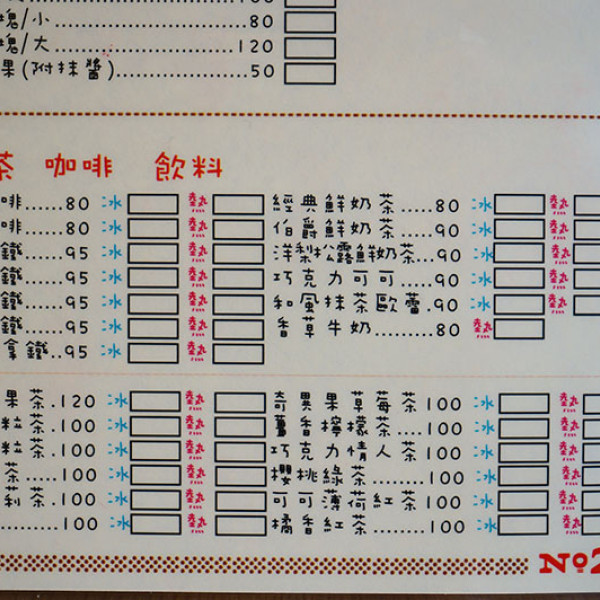 塊/小 80
塊/大 120
果(附抹醬) 50
茶 咖啡 飲料
啡 80 冰 熱 經典鮮奶茶 80 冰 熱
啡 80 冰 熱 伯爵鮮奶茶 90 冰 熱
鐵 95 冰 熱 洋梨松露鮮奶茶 90 冰 熱
鐵 95 冰 熱 巧克力可可 90 冰 熱
鐵 95 冰 熱 和風抹茶歐蕾 90 冰 熱
鐵 95 冰 熱 香草牛奶 80 熱
拿鐵 95 冰
果茶 120 冰 熱 奇異果草莓茶 100 冰 熱
粒茶 100 冰 熱 薑香檸檬茶 100 冰 熱
粒茶 100 冰 熱 巧克力情人茶 100 冰 熱
茶 100 冰 熱 櫻桃綠茶 100 冰 熱
莉茶 100 冰 熱 可可薄荷紅茶 100 冰 熱
100 冰 熱 橘香紅茶 100 冰 熱
No2